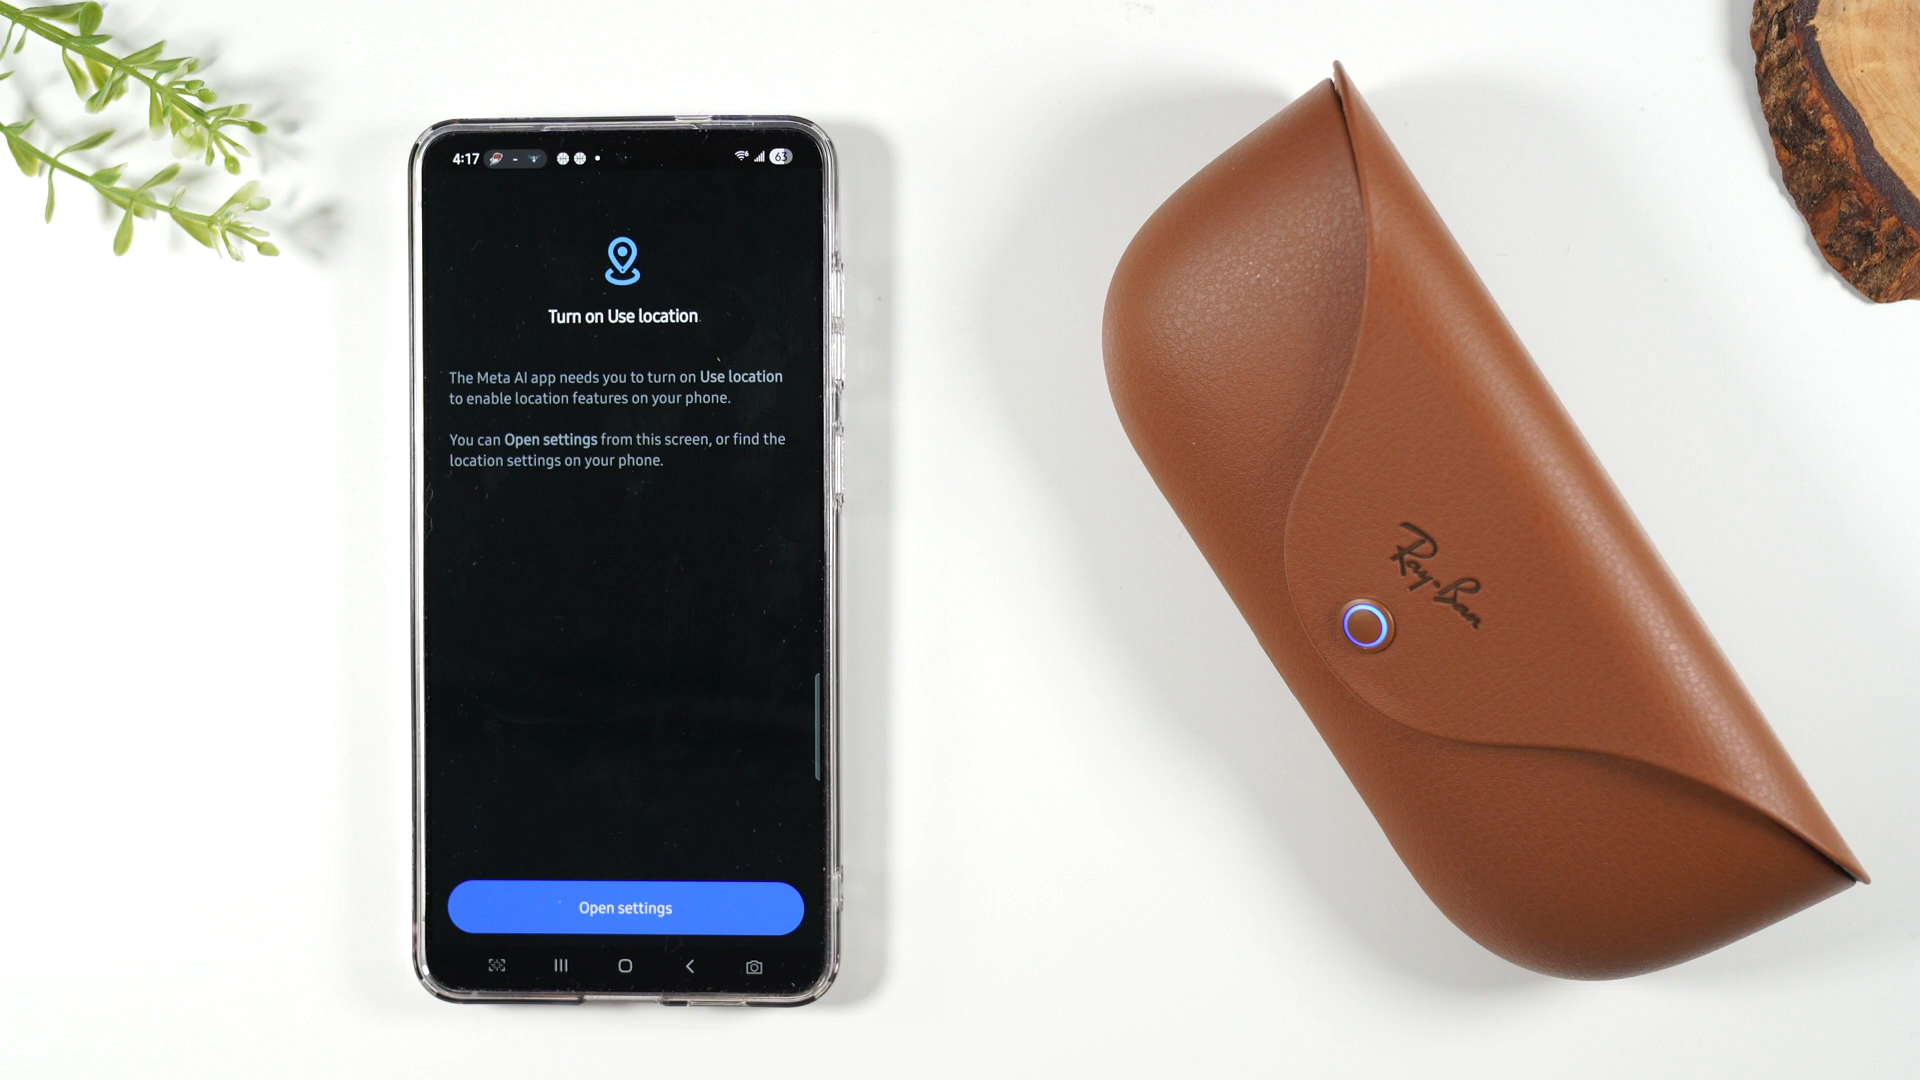 4:17
63
Turn on Use location
The Meta AI app needs you to turn on Use location
to enable location features on your phone.
You can Open settings from this screen, or find the
location settings on your phone.
Open settings
Ray-Ban